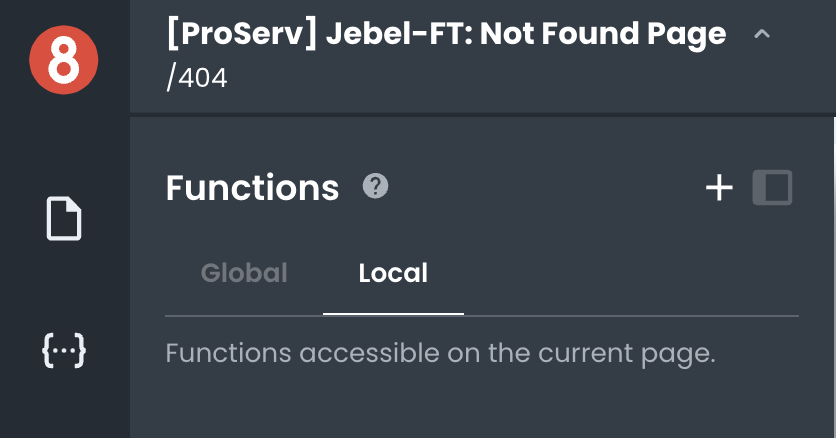 8
[ProServ] Jebel-FT: Not Found Page
/404
Functions ?
Global Local
Functions accessible on the current page.